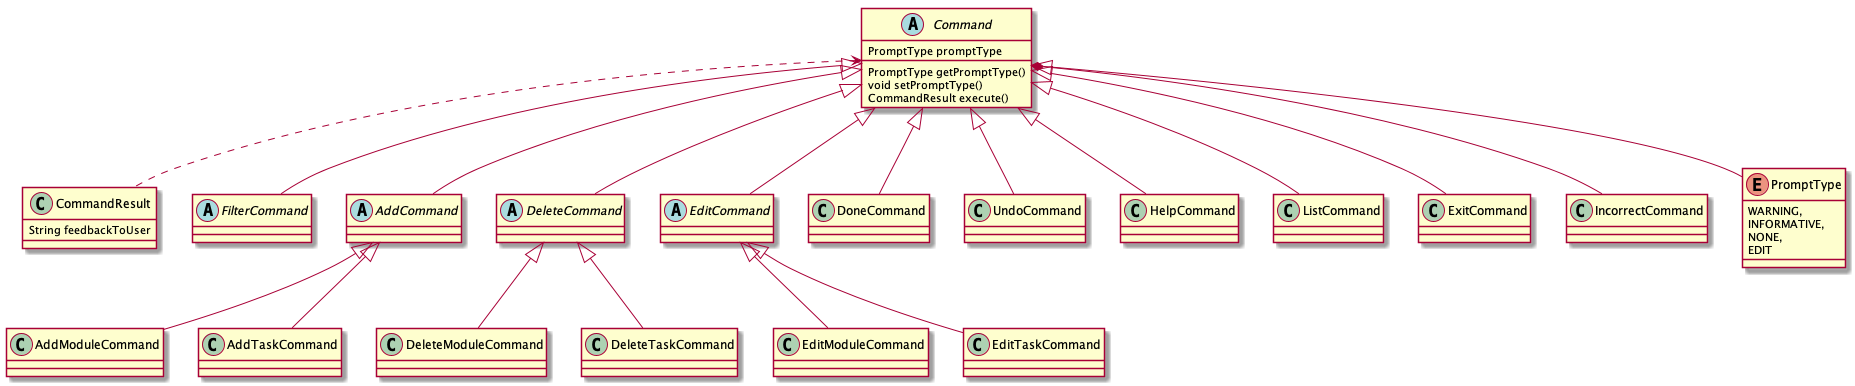 A Command
PromptType promptType
PromptType getPromptType()
void setPromptType()
CommandResult execute()
C CommandResult
String feedbackToUser
A FilterCommand
A AddCommand
A DeleteCommand
A EditCommand
C DoneCommand
C UndoCommand
C HelpCommand
C ListCommand
C ExitCommand
C IncorrectCommand
E PromptType
WARNING,
INFORMATIVE,
NONE,
EDIT
C AddModuleCommand
C AddTaskCommand
C DeleteModuleCommand
C DeleteTaskCommand
C EditModuleCommand
C EditTaskCommand